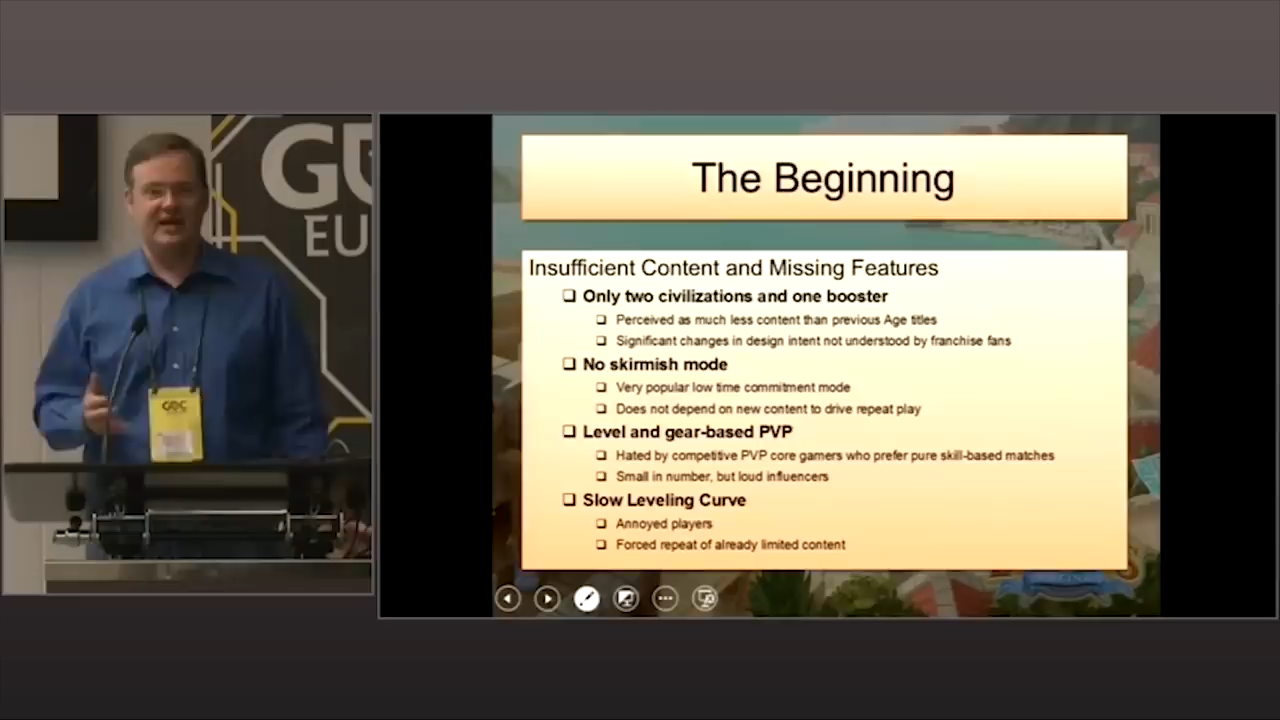 GDC
EU
GDC
The Beginning
Insufficient Content and Missing Features
Only two civilizations and one booster
Perceived as much less content than previous Age titles
Significant changes in design intent not understood by franchise fans
No skirmish mode
Very popular low time commitment mode
Does not depend on new content to drive repeat play
Level and gear-based PVP
Hated by competitive PVP core gamers who prefer pure skill-based matches
Small in number, but loud influencers
Slow Leveling Curve
Annoyed players
Forced repeat of already limited content